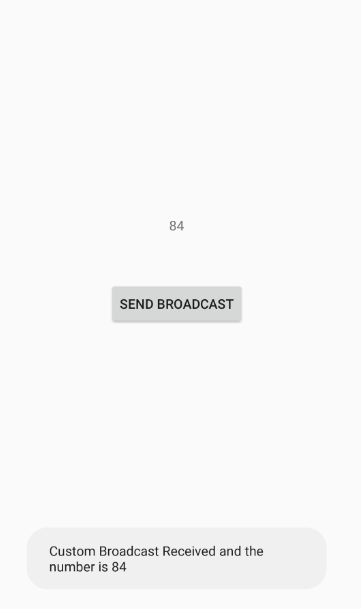 84
SEND BROADCAST
Custom Broadcast Received and the
number is 84